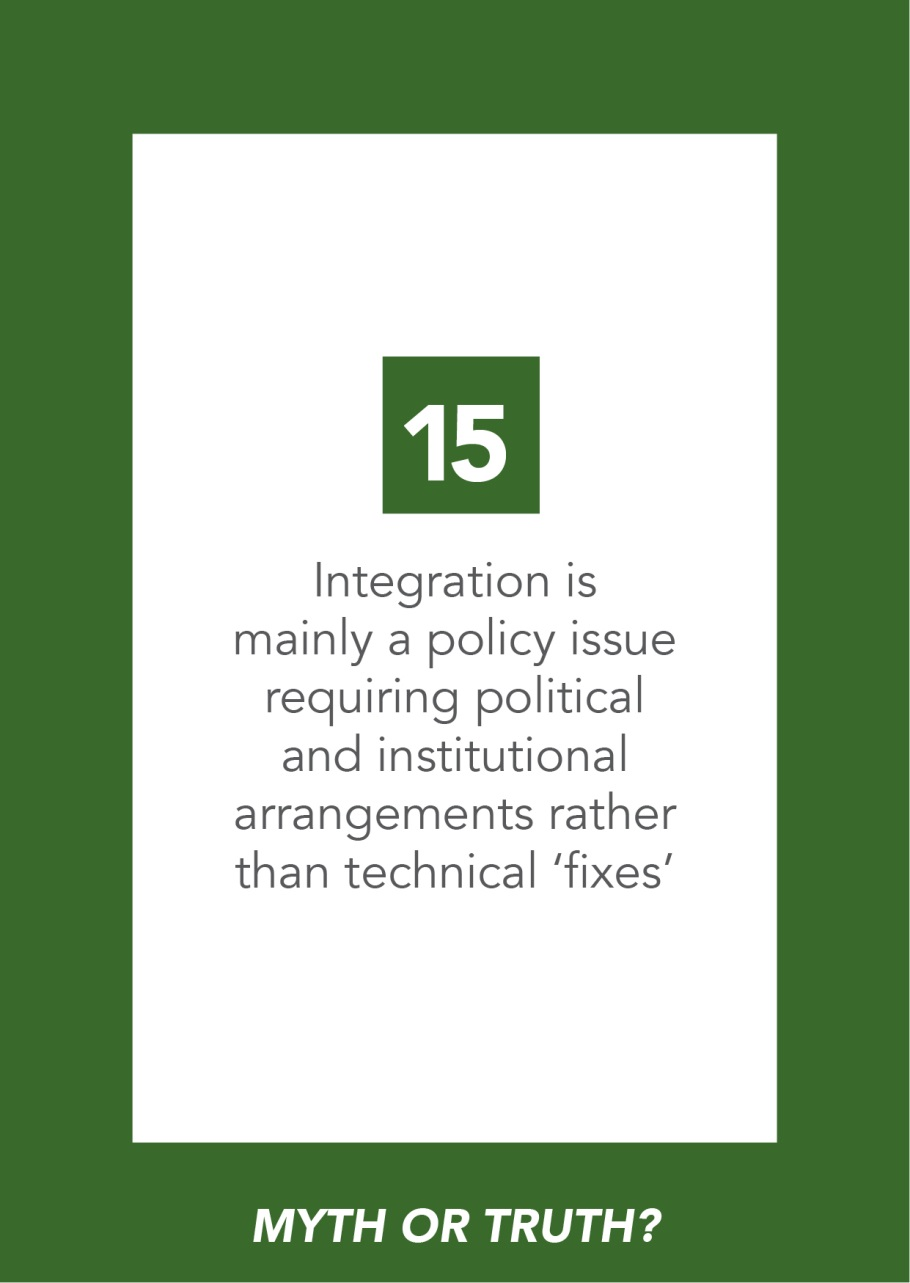 15
Integration is
mainly a policy issue
requiring political
and institutional
arrangements rather
than technical ‘fixes’
MYTH OR TRUTH?